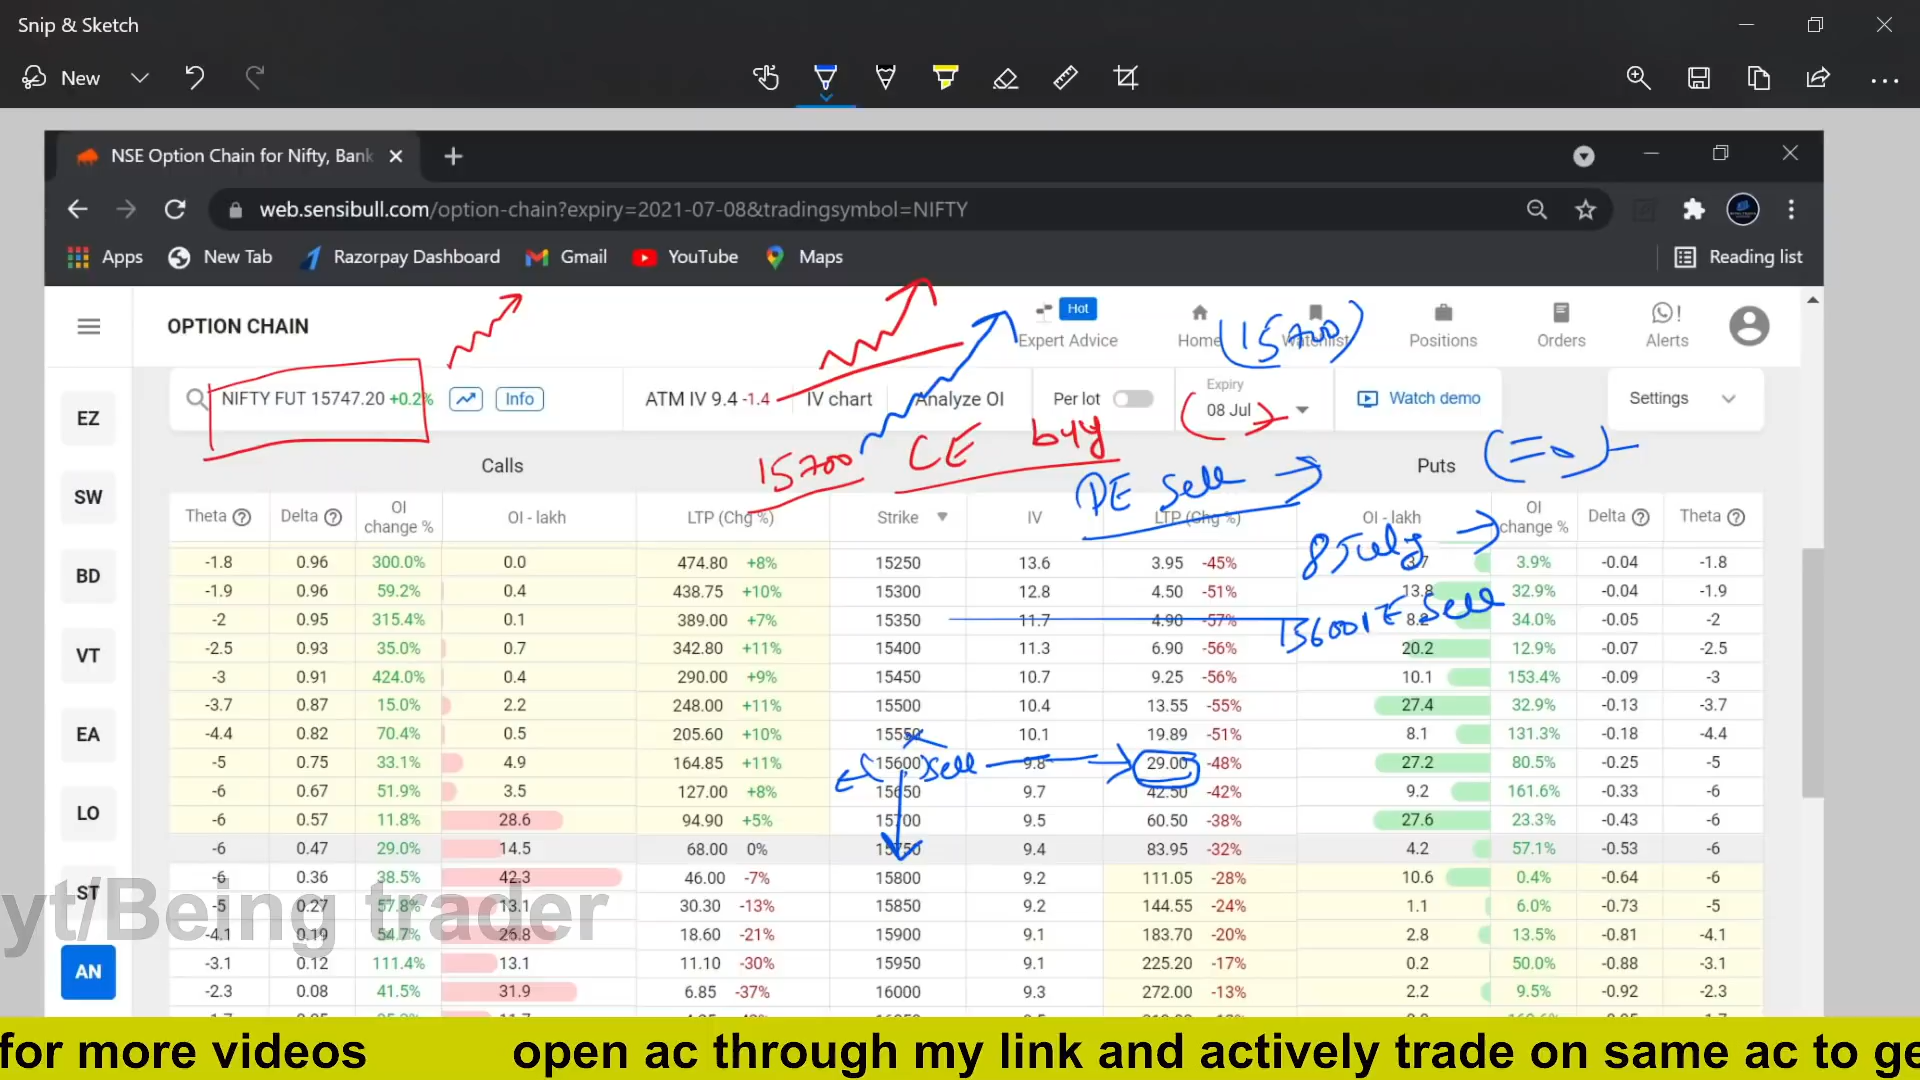 Snip & Sketch
New
NSE Option Chain for Nifty, Bank
web.sensibull.com/option-chain?expiry=2021-07-08&tradingsymbol=NIFTY
Apps New Tab Razorpay Dashboard Gmail YouTube Maps Reading list
OPTION CHAIN
Hot
Expert Advice Home Watchlist Positions Orders Alerts
(15700)
NIFTY FUT 15747.20 +0.2% Info ATM IV 9.4 -1.4 IV chart Analyze OI Per lot Expiry 08 Jul Watch demo Settings
15700 CE buy
PE Sell
Calls Puts
Theta Delta OI change % OI - lakh LTP (Chg %) Strike IV LTP (Chg %) OI - lakh OI change % Delta Theta
8 July
-1.8 0.96 300.0% 0.0 474.80 +8% 15250 13.6 3.95 -45% 3.9% -0.04 -1.8
-1.9 0.96 59.2% 0.4 438.75 +10% 15300 12.8 4.50 -51% 13.8 32.9% -0.04 -1.9
15600PE Sell
-2 0.95 315.4% 0.1 389.00 +7% 15350 11.7 4.90 -57% 34.0% -0.05 -2
-2.5 0.93 35.0% 0.7 342.80 +11% 15400 11.3 6.90 -56% 20.2 12.9% -0.07 -2.5
-3 0.91 424.0% 0.4 290.00 +9% 15450 10.7 9.25 -56% 10.1 153.4% -0.09 -3
-3.7 0.87 15.0% 2.2 248.00 +11% 15500 10.4 13.55 -55% 27.4 32.9% -0.13 -3.7
-4.4 0.82 70.4% 0.5 205.60 +10% 15550 10.1 19.89 -51% 8.1 131.3% -0.18 -4.4
-5 0.75 33.1% 4.9 164.85 +11% 15600 Sell 9.8 29.00 -48% 27.2 80.5% -0.25 -5
-6 0.67 51.9% 3.5 127.00 +8% 15650 9.7 42.50 -42% 9.2 161.6% -0.33 -6
-6 0.57 11.8% 28.6 94.90 +5% 15700 9.5 60.50 -38% 27.6 23.3% -0.43 -6
-6 0.47 29.0% 14.5 68.00 0% 15750 9.4 83.95 -32% 4.2 57.1% -0.53 -6
-6 0.36 38.5% 42.3 46.00 -7% 15800 9.2 111.05 -28% 10.6 0.4% -0.64 -6
-5 0.27 57.8% 13.1 30.30 -13% 15850 9.2 144.55 -24% 1.1 6.0% -0.73 -5
-4.1 0.19 54.7% 26.8 18.60 -21% 15900 9.1 183.70 -20% 2.8 13.5% -0.81 -4.1
-3.1 0.12 111.4% 13.1 11.10 -30% 15950 9.1 225.20 -17% 0.2 50.0% -0.88 -3.1
-2.3 0.08 41.5% 31.9 6.85 -37% 16000 9.3 272.00 -13% 2.2 9.5% -0.92 -2.3
EZ
SW
BD
VT
EA
LO
ST
AN
yt/Being trader
for more videos open ac through my link and actively trade on same ac to ge